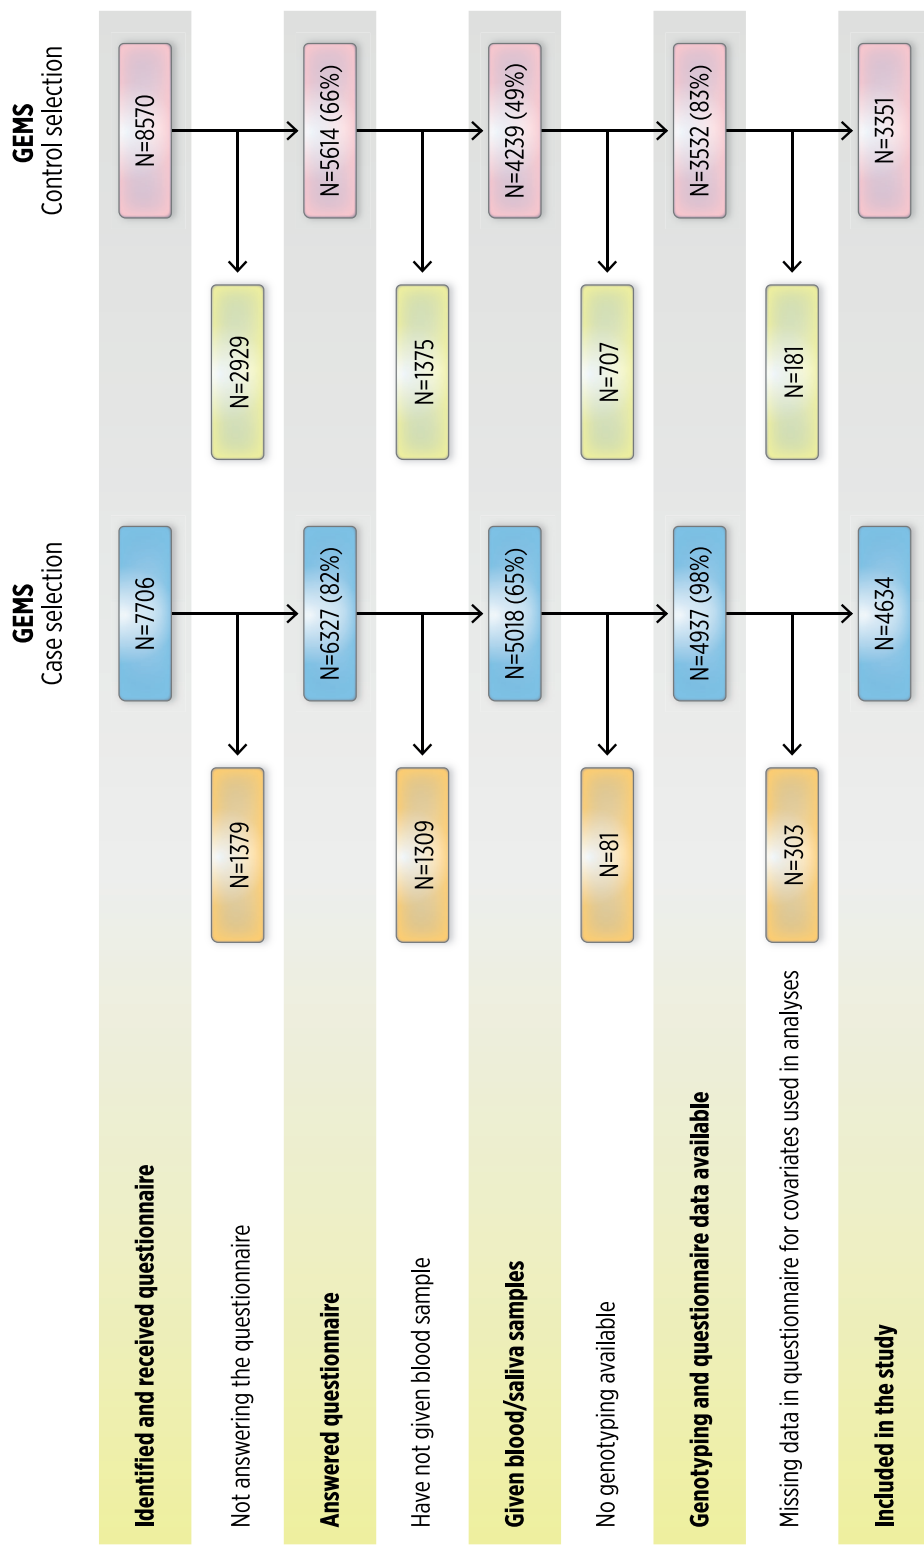 GEMS
Case selection
GEMS
Control selection
Identified and received questionnaire
N=7706
N=8570
Not answering the questionnaire
N=1379
N=2929
Answered questionnaire
N=6327 (82%)
N=5614 (66%)
Have not given blood sample
N=1309
N=1375
Given blood/saliva samples
N=5018 (65%)
N=4239 (49%)
No genotyping available
N=81
N=707
Genotyping and questionnaire data available
N=4937 (98%)
N=3532 (83%)
Missing data in questionnaire for covariates used in analyses
N=303
N=181
Included in the study
N=4634
N=3351